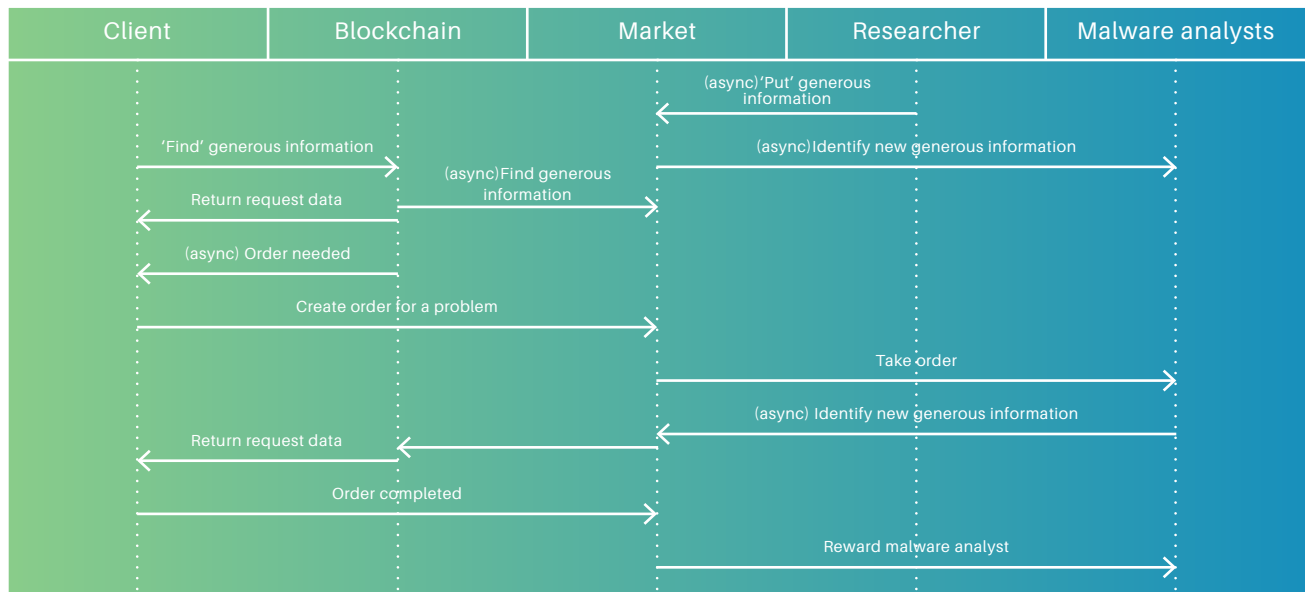 Client
Blockchain
Market
Researcher
Malware analysts
(async)‘Put’ generous
information
‘Find’ generous information
(async)Identify new generous information
(async)Find generous
information
Return request data
(async) Order needed
Create order for a problem
Take order
(async) Identify new generous information
Return request data
Order completed
Reward malware analyst